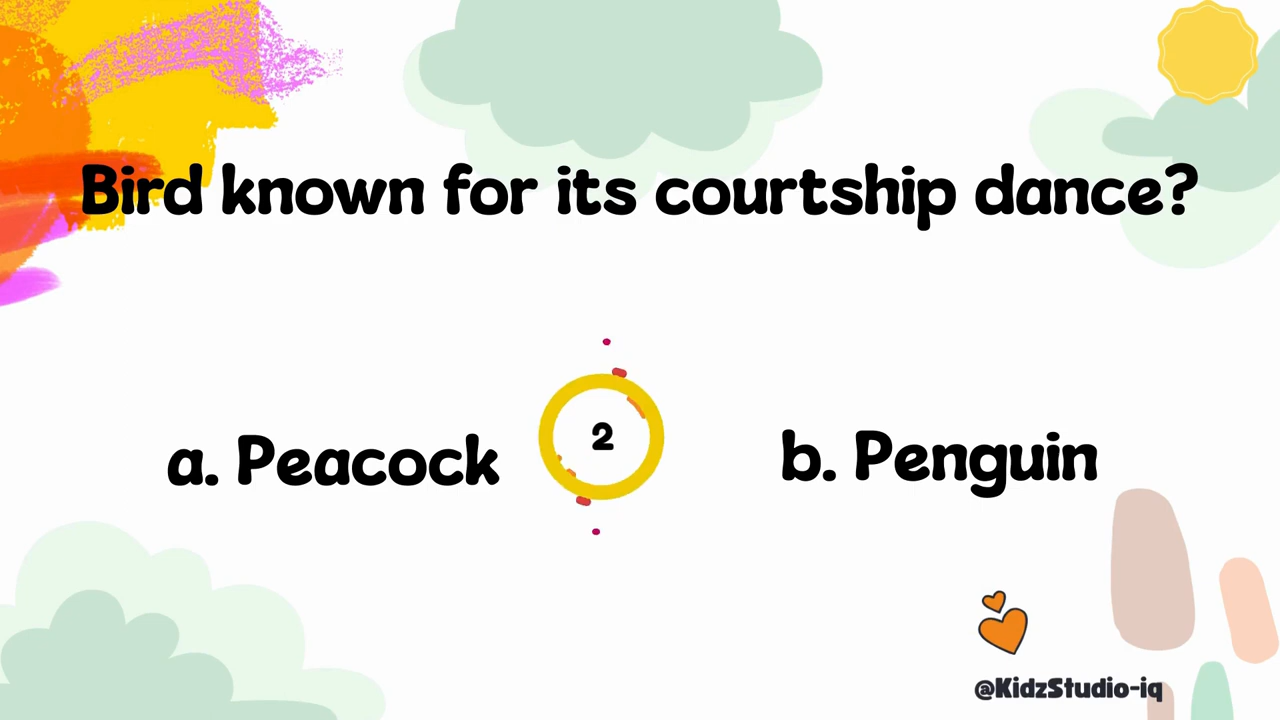 Bird known for its courtship dance?
a. Peacock
2
b. Penguin
@KidzStudio-iq